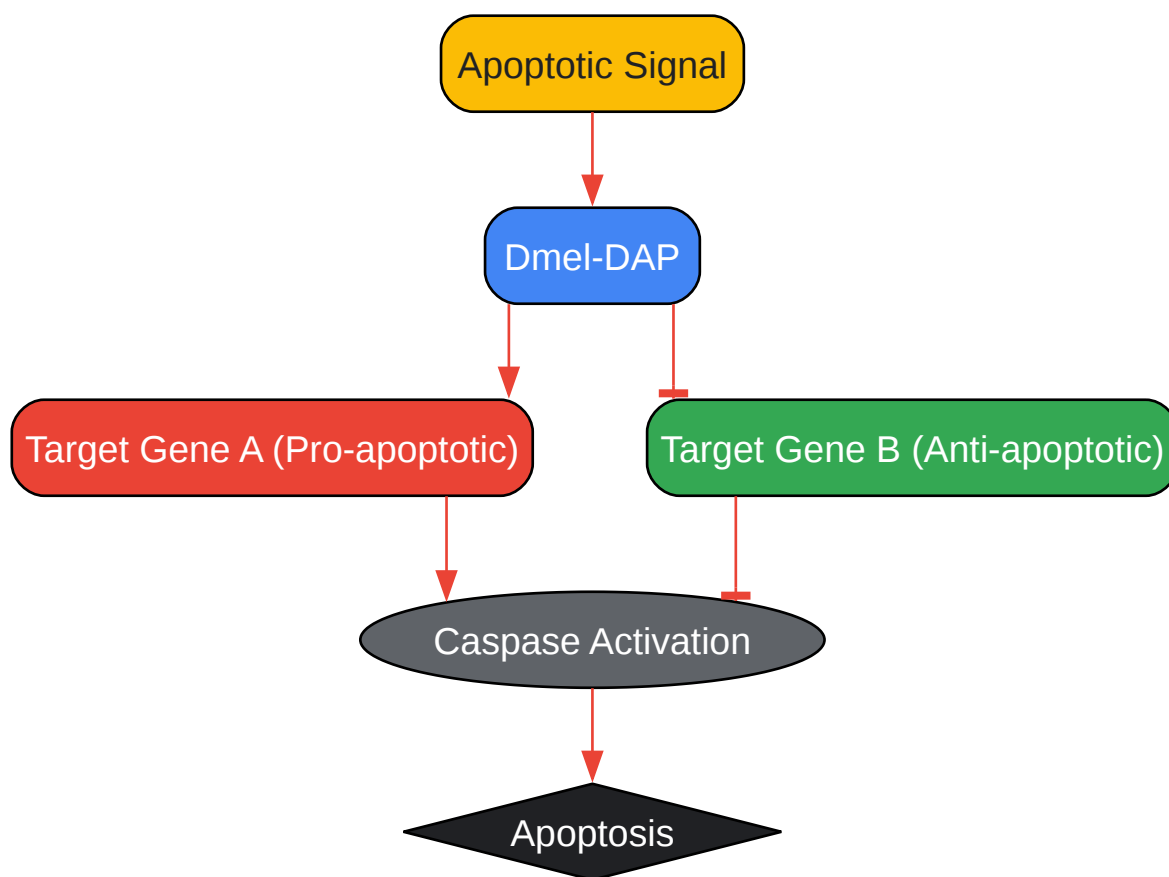 Apoptotic Signal
Dmel-DAP
Target Gene A (Pro-apoptotic)
Target Gene B (Anti-apoptotic)
Caspase Activation
Apoptosis